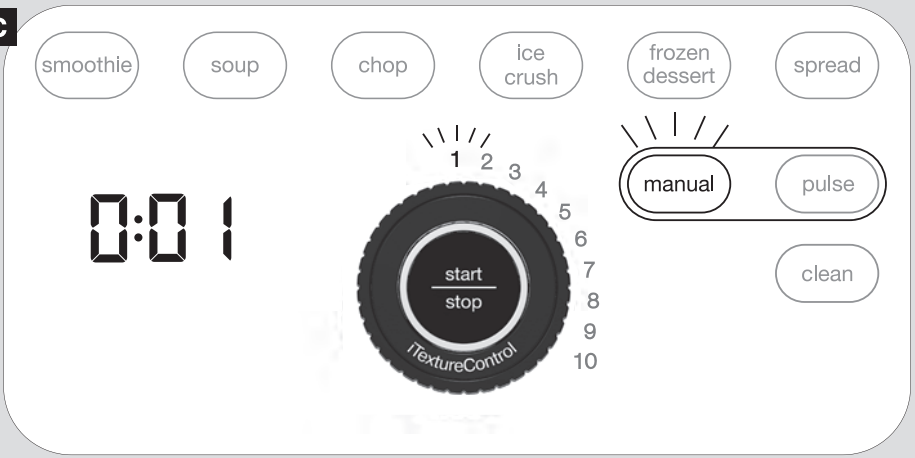 C
smoothie
soup
chop
ice
crush
frozen
dessert
spread
1
2
3
4
5
6
7
8
9
10
manual
pulse
0:01
start
stop
clean
iTextureControl